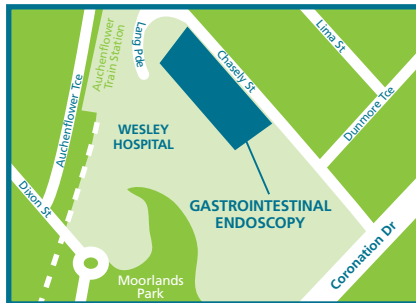 Auchenflower
Train Station
Auchenflower Tce
Lang Pde
Chasely St
Lima St
Dunmore Tce
WESLEY
HOSPITAL
Dixon St
GASTROINTESTINAL
ENDOSCOPY
Coronation Dr
Moorlands
Park